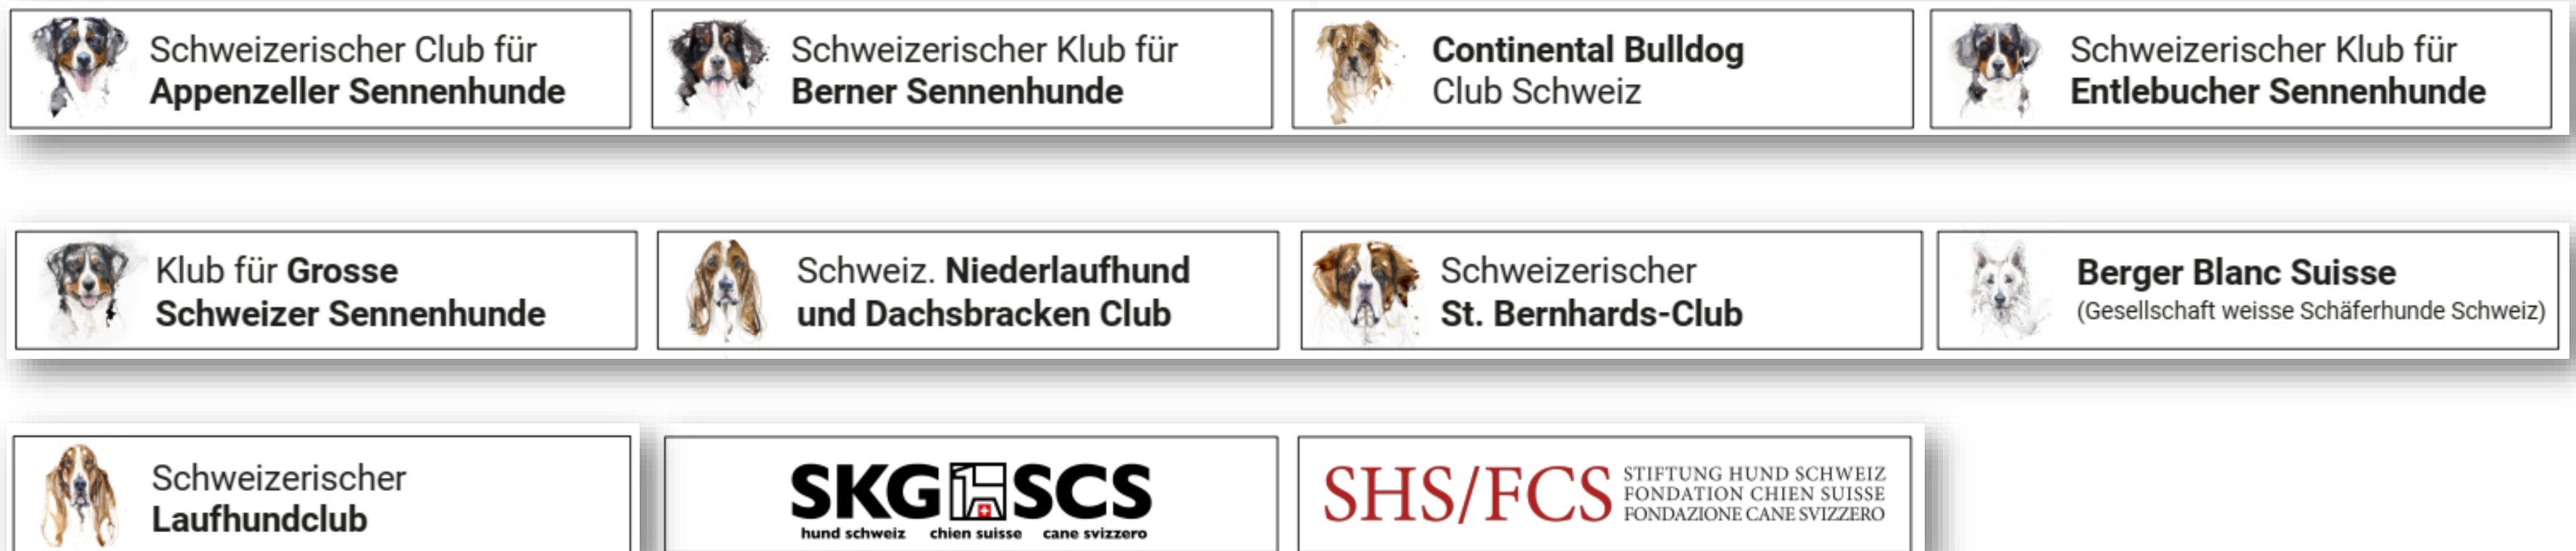 Schweizerischer Club für
Appenzeller Sennenhunde
Schweizerischer Klub für
Berner Sennenhunde
Continental Bulldog
Club Schweiz
Schweizerischer Klub für
Entlebucher Sennenhunde
Klub für Grosse
Schweizer Sennenhunde
Schweiz. Niederlaufhund
und Dachsbracken Club
Schweizerischer
St. Bernhards-Club
Berger Blanc Suisse
(Gesellschaft weisse Schäferhunde Schweiz)
Schweizerischer
Laufhundclub
SKG SCS
hund schweiz chien suisse cane svizzero
SHS/FCS
STIFTUNG HUND SCHWEIZ
FONDATION CHIEN SUISSE
FONDAZIONE CANE SVIZZERO